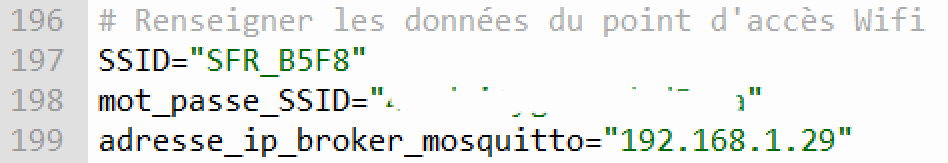 196 # Renseigner les données du point d'accès Wifi
197 SSID="SFR_B5F8"
198 mot_passe_SSID=" "
199 adresse_ip_broker_mosquitto="192.168.1.29"